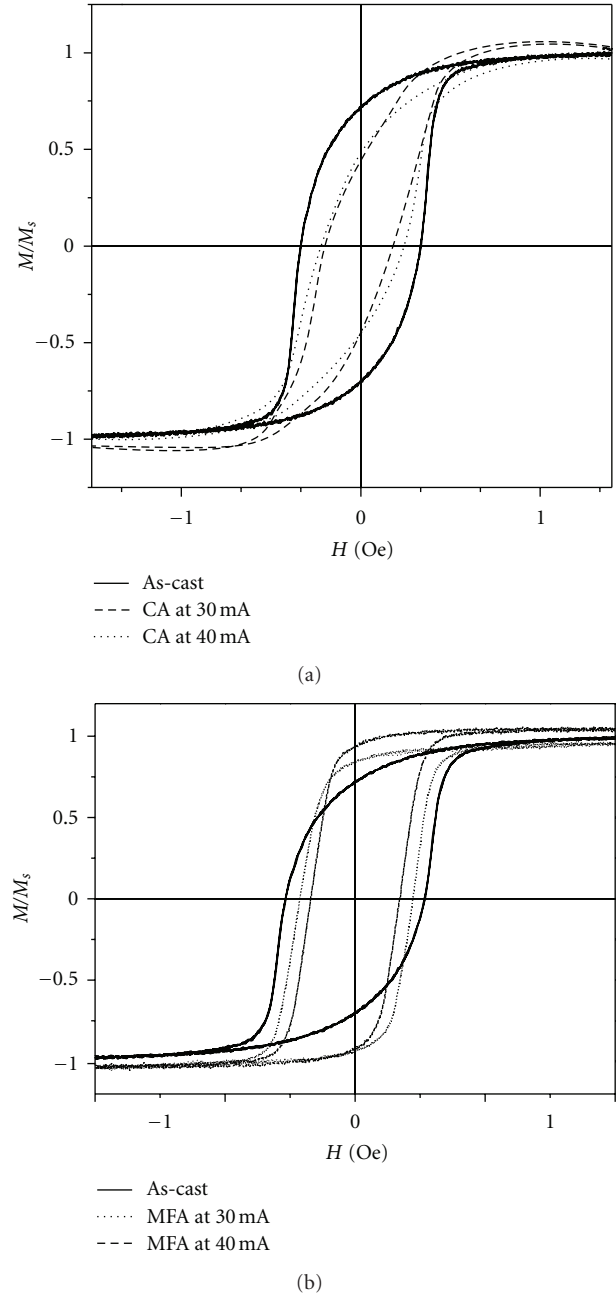 1
0.5
0
−0.5
−1
M/Ms
−1 0 1
H (Oe)
As-cast
CA at 30 mA
CA at 40 mA
(a)
1
0.5
0
−0.5
−1
M/Ms
−1 0 1
H (Oe)
As-cast
MFA at 30 mA
MFA at 40 mA
(b)